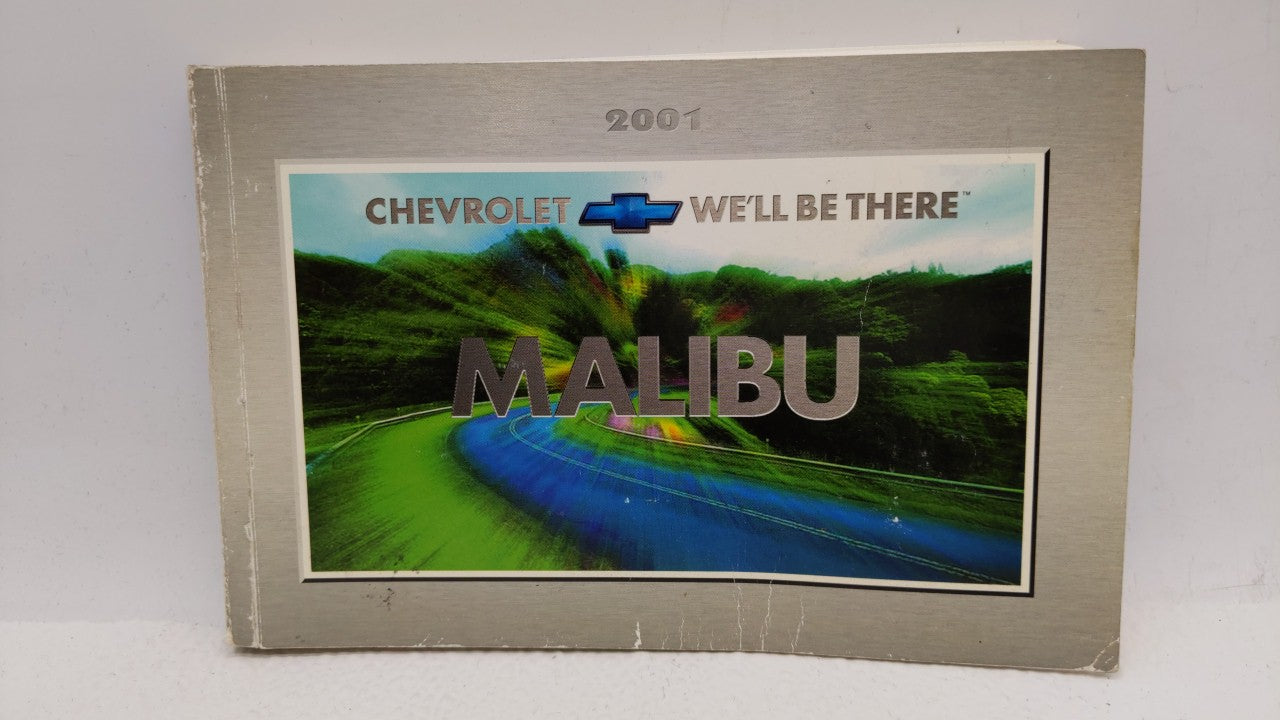 2001
CHEVROLET WE'LL BE THERE™
MALIBU